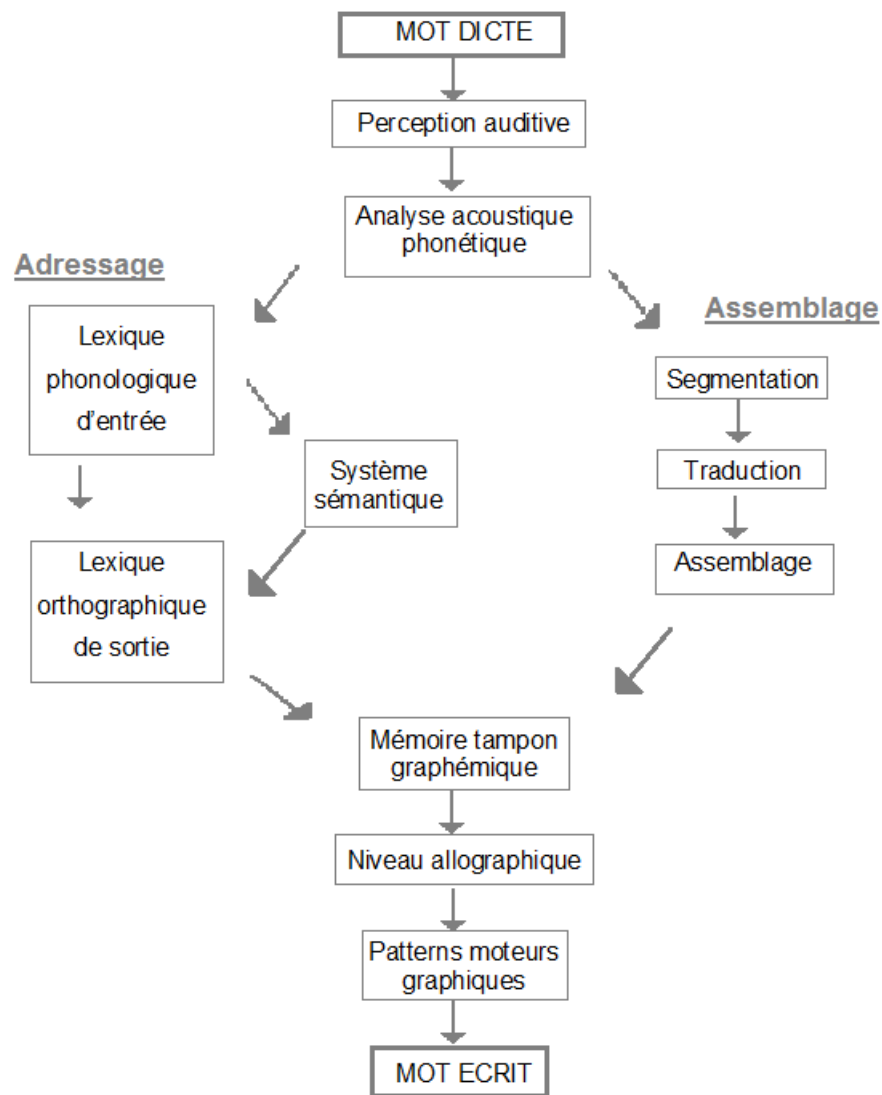 MOT DICTE
Perception auditive
Analyse acoustique
phonétique
Adressage
Lexique
phonologique
d'entrée
Système
sémantique
Lexique
orthographique
de sortie
Assemblage
Segmentation
Traduction
Assemblage
Mémoire tampon
graphémique
Niveau allographique
Patterns moteurs
graphiques
MOT ECRIT